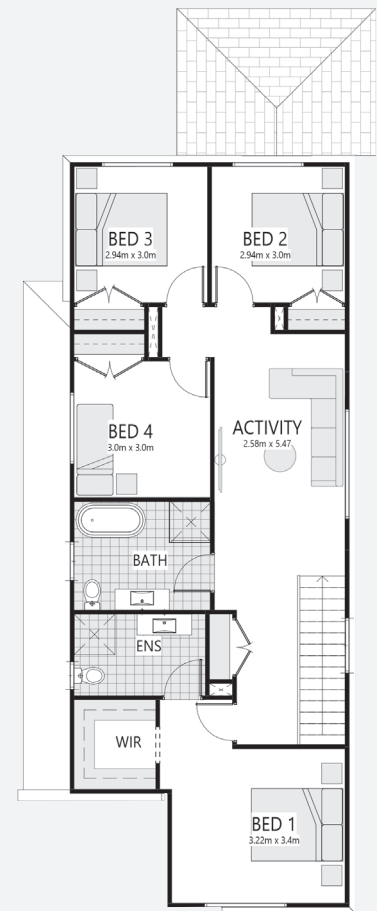 BED 3
2.94m x 3.0m
BED 2
2.94m x 3.0m
BED 4
3.0m x 3.0m
ACTIVITY
2.58m x 5.47
BATH
ENS
WIR
BED 1
3.22m x 3.4m